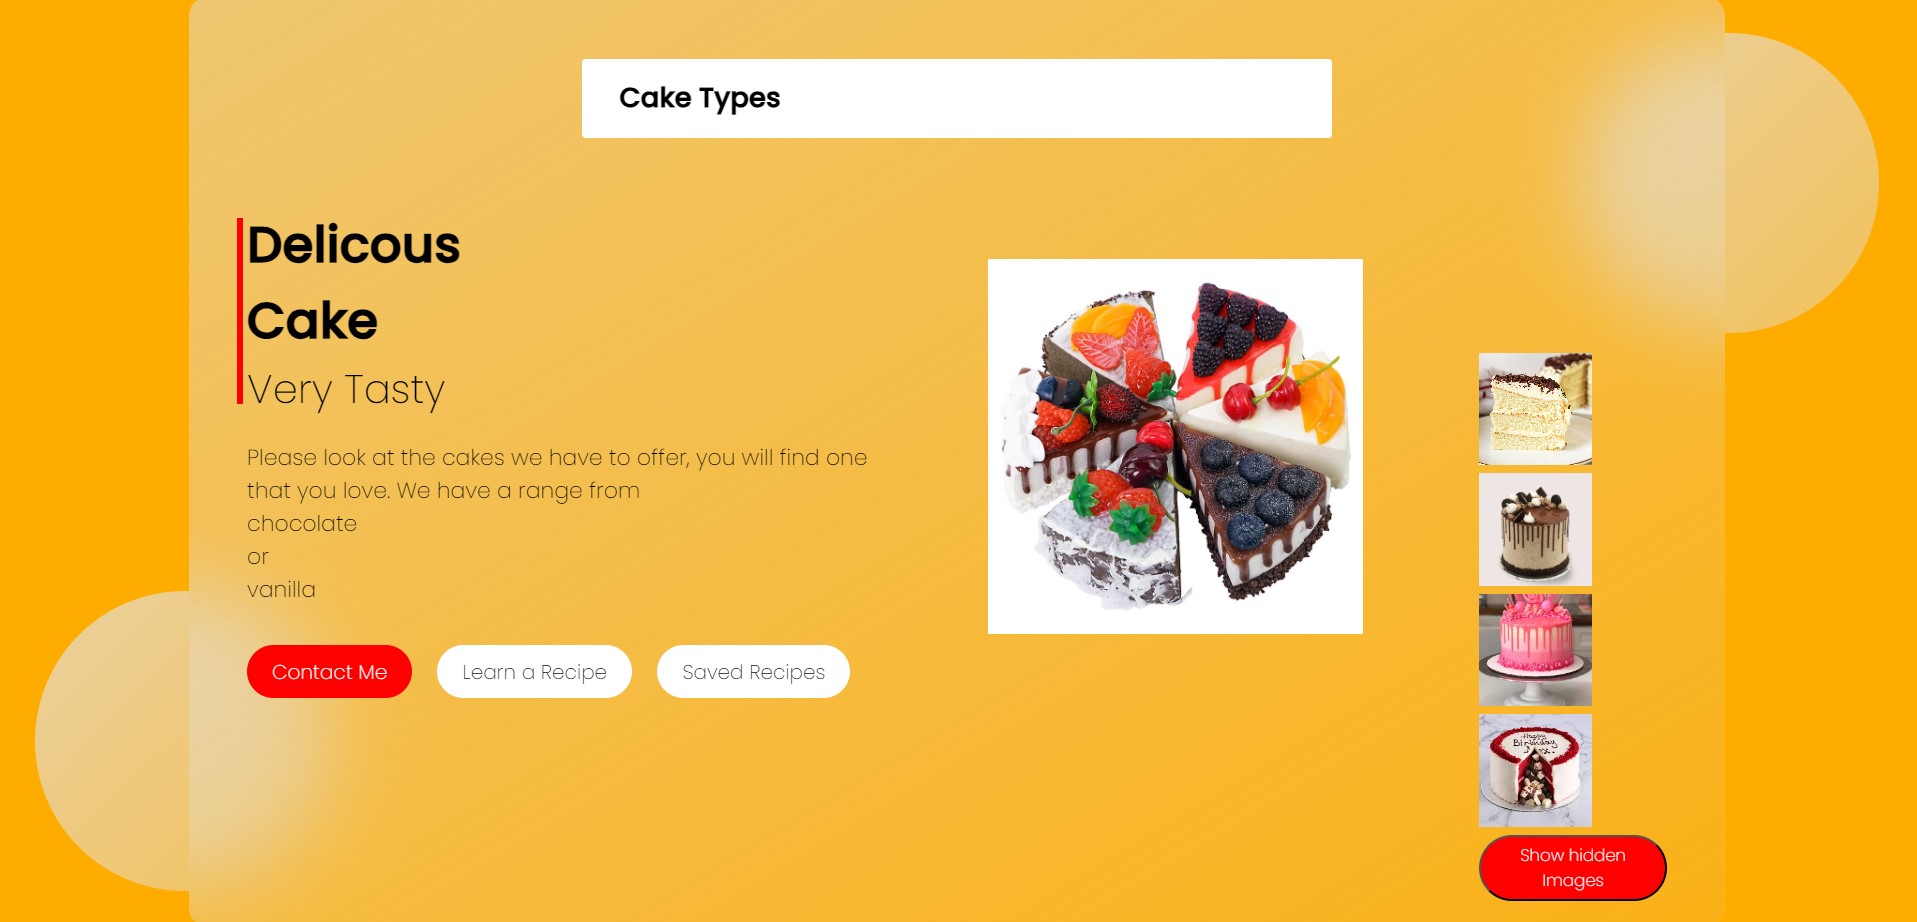 Cake Types
Delicous
Cake
Very Tasty
Please look at the cakes we have to offer, you will find one
that you love. We have a range from
chocolate
or
vanilla
Contact Me
Learn a Recipe
Saved Recipes
Happy
Birthday
Show hidden
Images